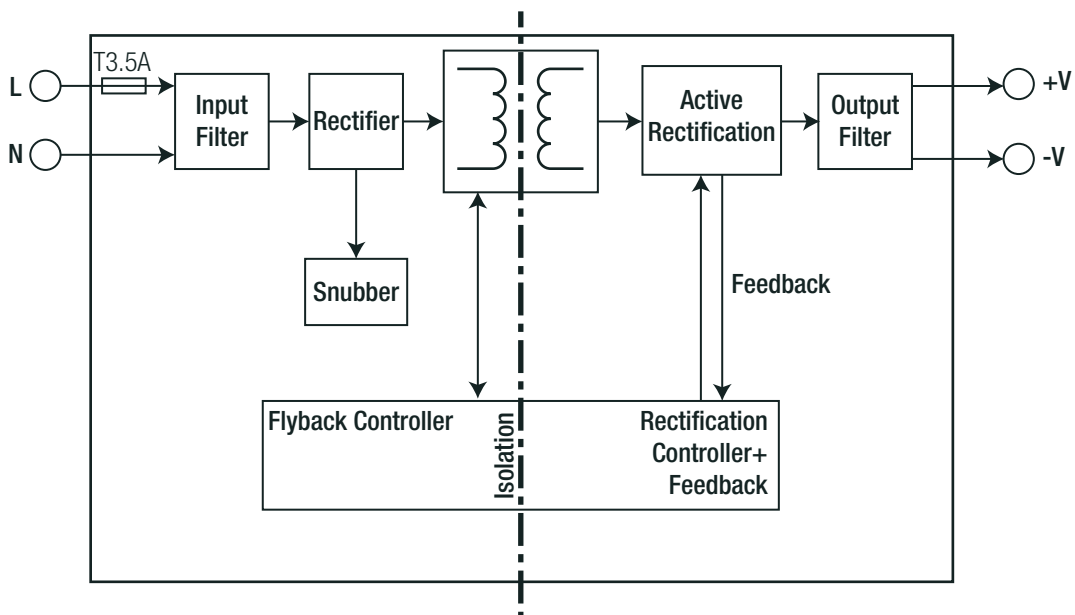 T3.5A
L
N
Input
Filter
Rectifier
Active
Rectification
Output
Filter
+V
-V
Snubber
Feedback
Flyback Controller
Isolation
Rectification
Controller+
Feedback